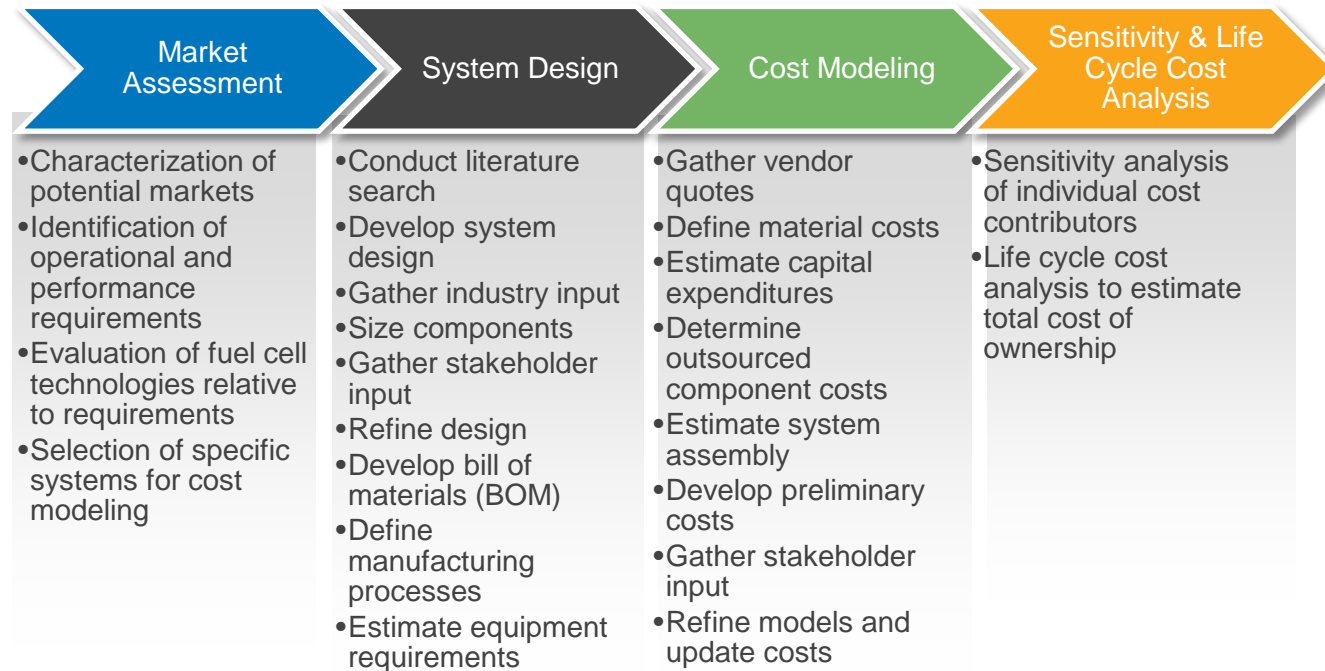 Market
Assessment
System Design
Cost Modeling
Sensitivity & Life
Cycle Cost
Analysis
•Characterization of
potential markets
•Identification of
operational and
performance
requirements
•Evaluation of fuel cell
technologies relative
to requirements
•Selection of specific
systems for cost
modeling
•Conduct literature
search
•Develop system
design
•Gather industry input
•Size components
•Gather stakeholder
input
•Refine design
•Develop bill of
materials (BOM)
•Define
manufacturing
processes
•Estimate equipment
requirements
•Gather vendor
quotes
•Define material costs
•Estimate capital
expenditures
•Determine
outsourced
component costs
•Estimate system
assembly
•Develop preliminary
costs
•Gather stakeholder
input
•Refine models and
update costs
•Sensitivity analysis
of individual cost
contributors
•Life cycle cost
analysis to estimate
total cost of
ownership